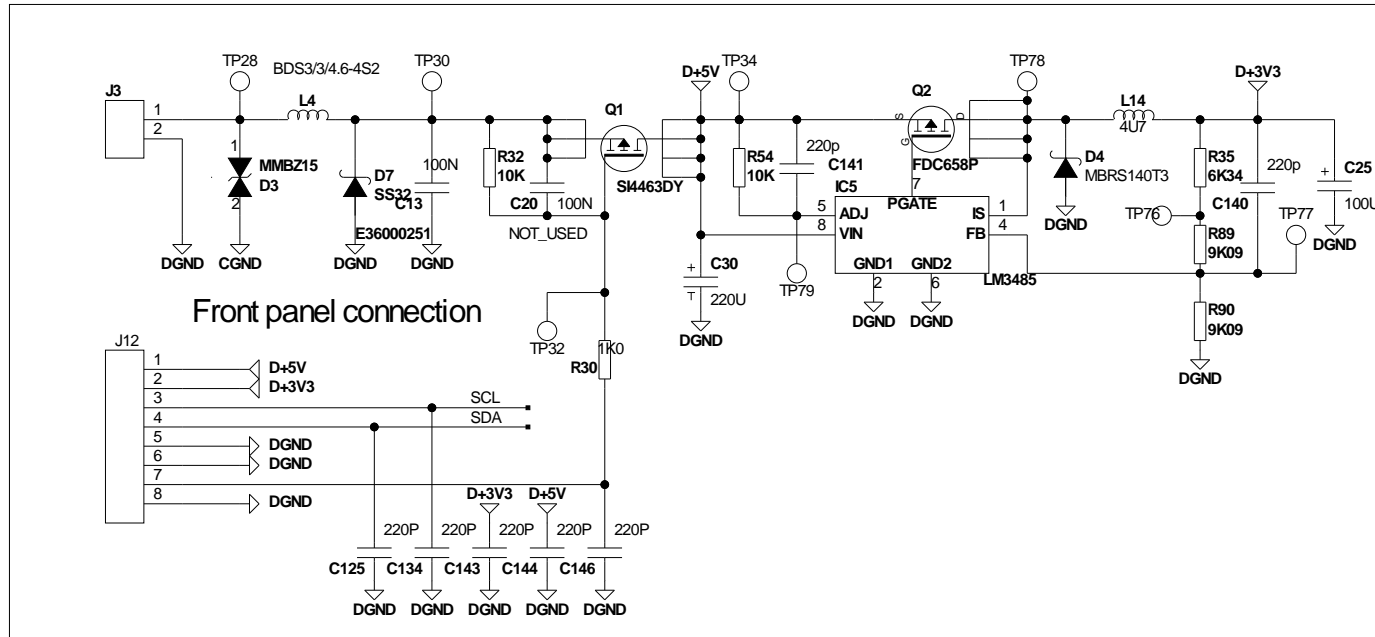 TP28
BDS3/3/4.6-4S2
TP30
TP34
TP78
J3
L4
Q1
D+5V
Q2
L14
D+3V3
1
2
S
D
G
4U7
1
MMBZ15
D3
2
D7
SS32
E36000251
100N
C13
R32
10K
C20
100N
NOT_USED
SI4463DY
R54
10K
220p
C141
FDC658P
IC5
7
PGATE
5
ADJ
8
VIN
IS
1
FB
4
GND1
2
GND2
6
LM3485
D4
MBRS140T3
DGND
R35
6K34
220p
C140
C25
+
100U
TP76
TP77
DGND
R89
9K09
R90
9K09
DGND
DGND
CGND
DGND
DGND
+
C30
220U
DGND
TP79
DGND
DGND
Front panel connection
TP32
1K0
R30
J12
1
D+5V
2
D+3V3
3
SCL
4
SDA
5
DGND
6
DGND
7
8
DGND
D+3V3
D+5V
220P
220P
220P
220P
220P
C125
C134
C143
C144
C146
DGND
DGND
DGND
DGND
DGND